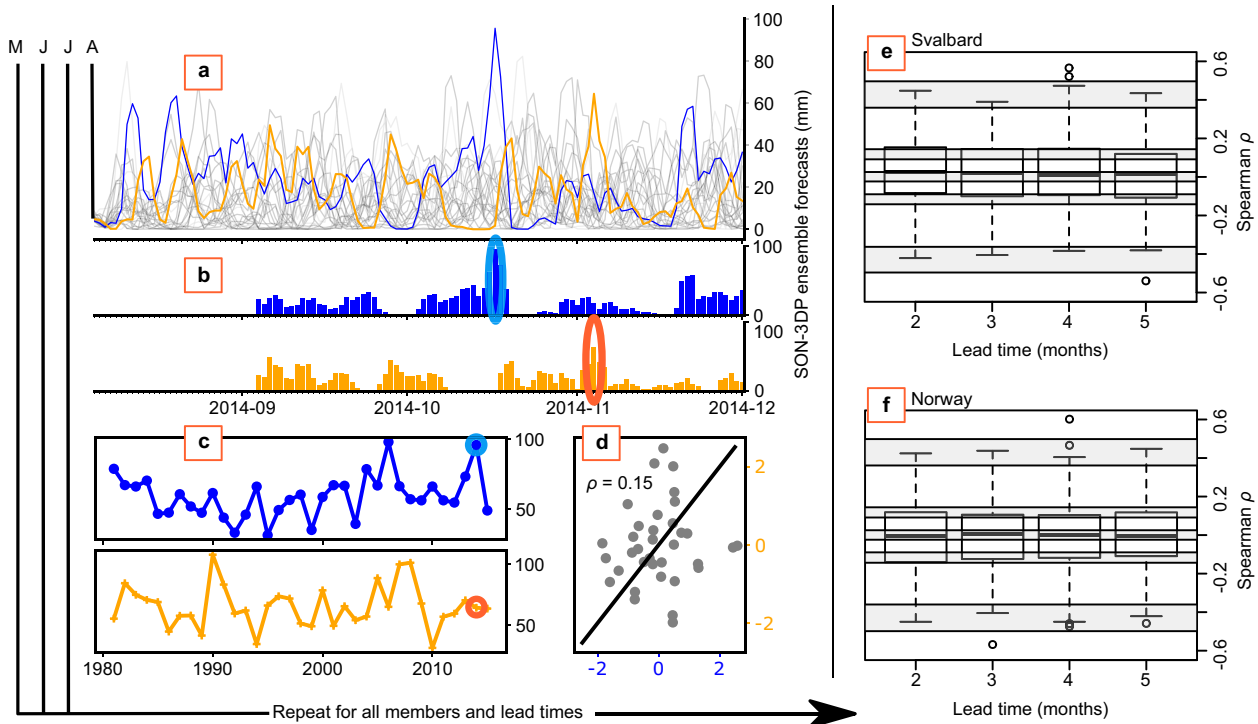 M J J A
a
100
80
60
40
20
0
SON-3DP ensemble forecasts (mm)
b
100
0
100
0
2014-09 2014-10 2014-11 2014-12
c
100
50
100
50
1980 1990 2000 2010
d
ρ = 0.15
2
0
-2
-2 0 2
Repeat for all members and lead times
e Svalbard
0.6
0.2
-0.2
-0.6
Spearman ρ
2 3 4 5
Lead time (months)
f Norway
0.6
0.2
-0.2
-0.6
Spearman ρ
2 3 4 5
Lead time (months)